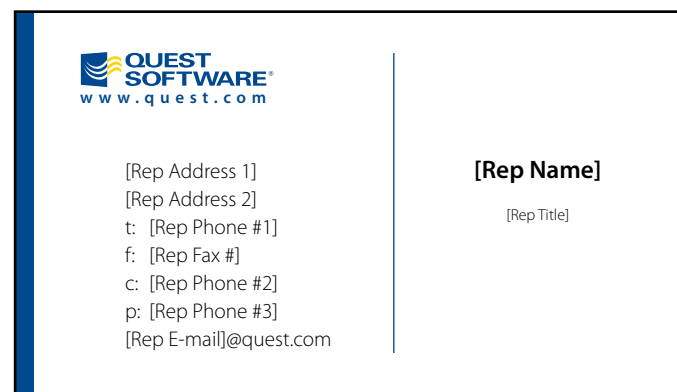 QUEST
SOFTWARE®
www.quest.com
[Rep Address 1]
[Rep Address 2]
t: [Rep Phone #1]
f: [Rep Fax #]
c: [Rep Phone #2]
p: [Rep Phone #3]
[Rep E-mail]@quest.com
[Rep Name]
[Rep Title]